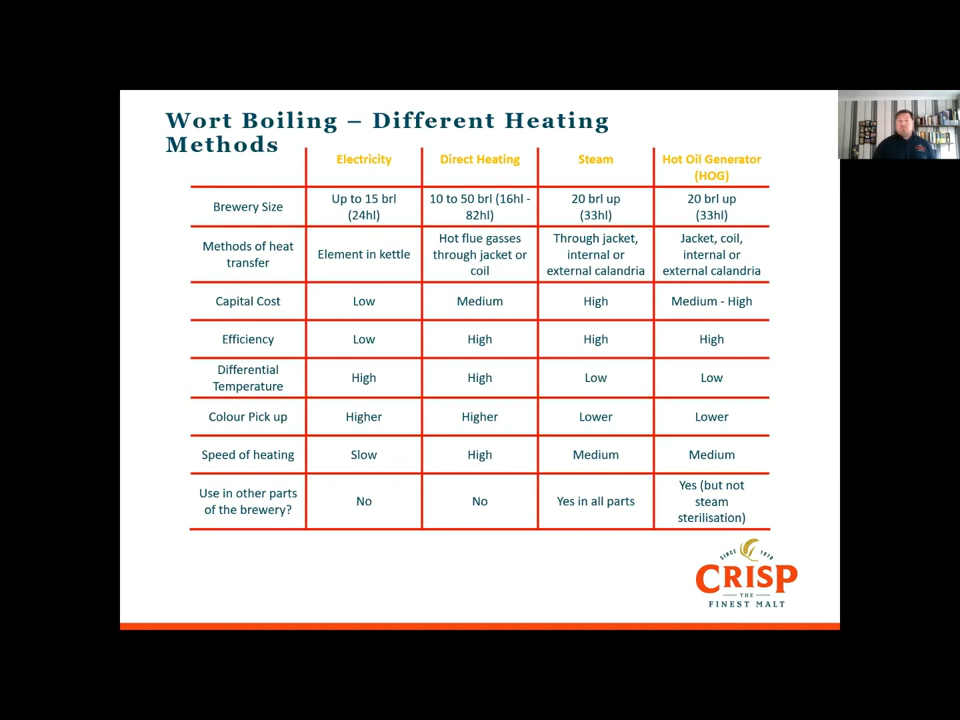 Wort Boiling – Different Heating
Methods
Electricity
Direct Heating
Steam
Hot Oil Generator
(HOG)
Brewery Size
Up to 15 brl
(24hl)
10 to 50 brl (16hl -
82hl)
20 brl up
(33hl)
20 brl up
(33hl)
Methods of heat
transfer
Element in kettle
Hot flue gasses
through jacket or
coil
Through jacket,
internal or
external calandria
Jacket, coil,
internal or
external calandria
Capital Cost
Low
Medium
High
Medium - High
Efficiency
Low
High
High
High
Differential
Temperature
High
High
Low
Low
Colour Pick up
Higher
Higher
Lower
Lower
Speed of heating
Slow
High
Medium
Medium
Use in other parts
of the brewery?
No
No
Yes in all parts
Yes (but not
steam
sterilisation)
SINCE 1870
CRISP
THE
FINEST MALT